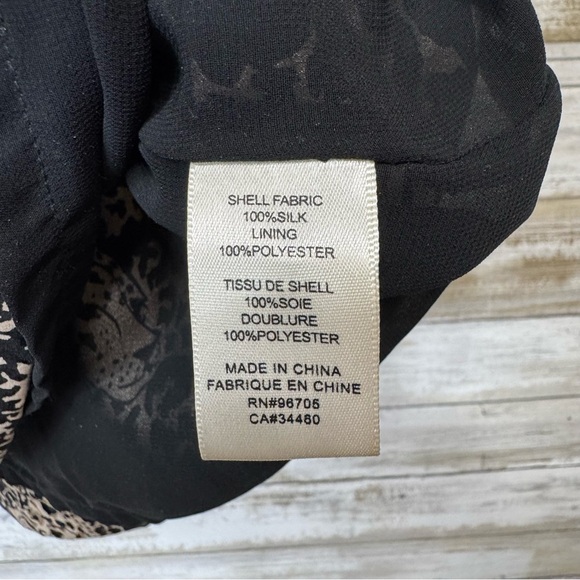 SHELL FABRIC
100%SILK
LINING
100%POLYESTER
TISSU DE SHELL
100%SOIE
DOUBLURE
100%POLYESTER
MADE IN CHINA
FABRIQUE EN CHINE
RN#96705
CA#34460